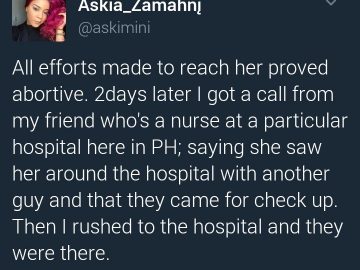 Askia_Zamahnį
@askimini
All efforts made to reach her proved
abortive. 2days later I got a call from
my friend who's a nurse at a particular
hospital here in PH; saying she saw
her around the hospital with another
guy and that they came for check up.
Then I rushed to the hospital and they
were there.